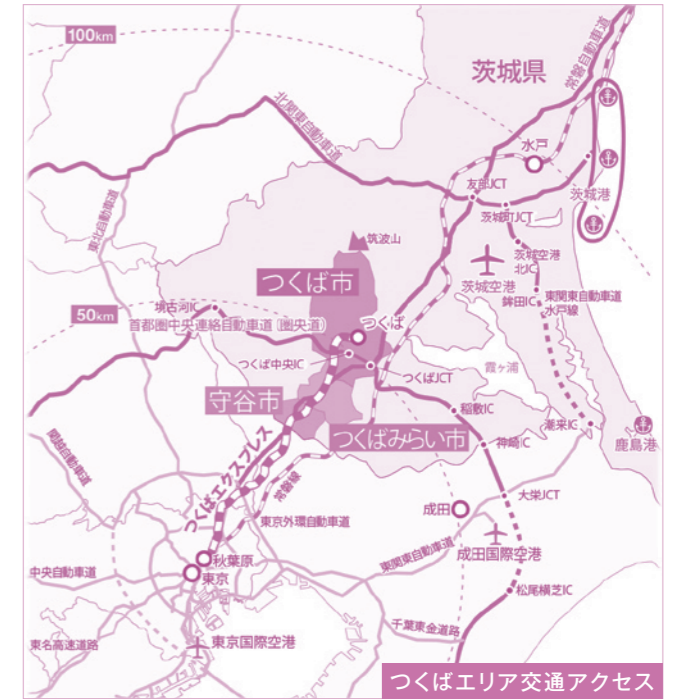 100km
茨城県
常磐自動車道
北関東自動車道
水戸
友部JCT
茨城港
茨城町JCT
東北自動車道
筑波山
茨城空港
北IC
茨城空港
つくば市
鉾田IC
東関東自動車道
水戸線
境古河IC
50km
首都圏中央連絡自動車道(圏央道)
つくば
つくば中央IC
霞ヶ浦
つくばJCT
守谷市
稲敷IC
つくばみらい市
潮来IC
鹿島港
神崎IC
関越自動車道
つくばエクスプレス
常磐線
大栄JCT
成田
東京外環自動車道
成田国際空港
秋葉原
東京
中央自動車道
東関東自動車道
松尾横芝IC
千葉東金道路
東名高速道路
東京国際空港
つくばエリア交通アクセス